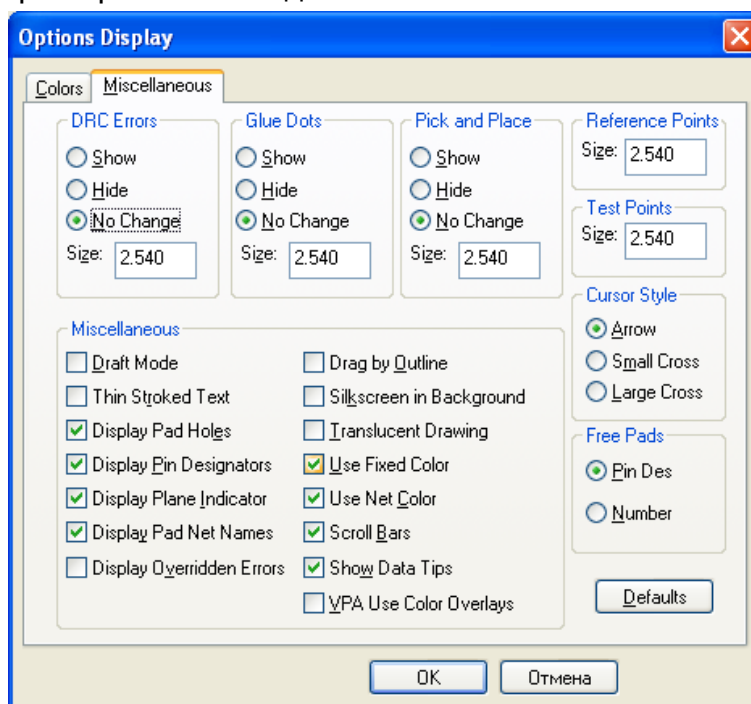 Options Display
Colors
Miscellaneous
DRC Errors
Show
Hide
No Change
Size: 2.540
Glue Dots
Show
Hide
No Change
Size: 2.540
Pick and Place
Show
Hide
No Change
Size: 2.540
Reference Points
Size: 2.540
Test Points
Size: 2.540
Cursor Style
Arrow
Small Cross
Large Cross
Miscellaneous
Draft Mode
Thin Stroked Text
Display Pad Holes
Display Pin Designators
Display Plane Indicator
Display Pad Net Names
Display Overridden Errors
Drag by Outline
Silkscreen in Background
Translucent Drawing
Use Fixed Color
Use Net Color
Scroll Bars
Show Data Tips
VPA Use Color Overlays
Free Pads
Pin Des
Number
Defaults
OK
Отмена